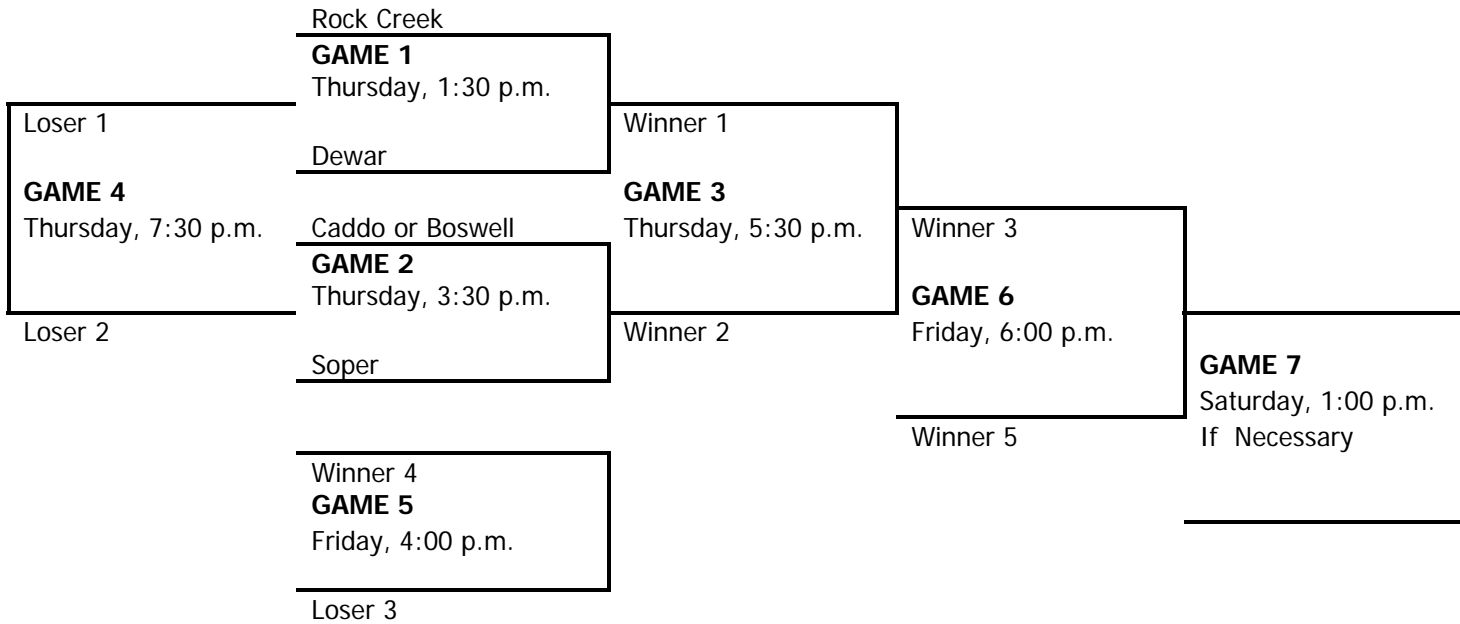 Rock Creek
GAME 1
Thursday, 1:30 p.m.
Loser 1
Winner 1
Dewar
GAME 4
GAME 3
Thursday, 7:30 p.m.
Caddo or Boswell
Thursday, 5:30 p.m.
Winner 3
GAME 2
Thursday, 3:30 p.m.
GAME 6
Loser 2
Winner 2
Friday, 6:00 p.m.
Soper
GAME 7
Saturday, 1:00 p.m.
Winner 5
If Necessary
Winner 4
GAME 5
Friday, 4:00 p.m.
Loser 3